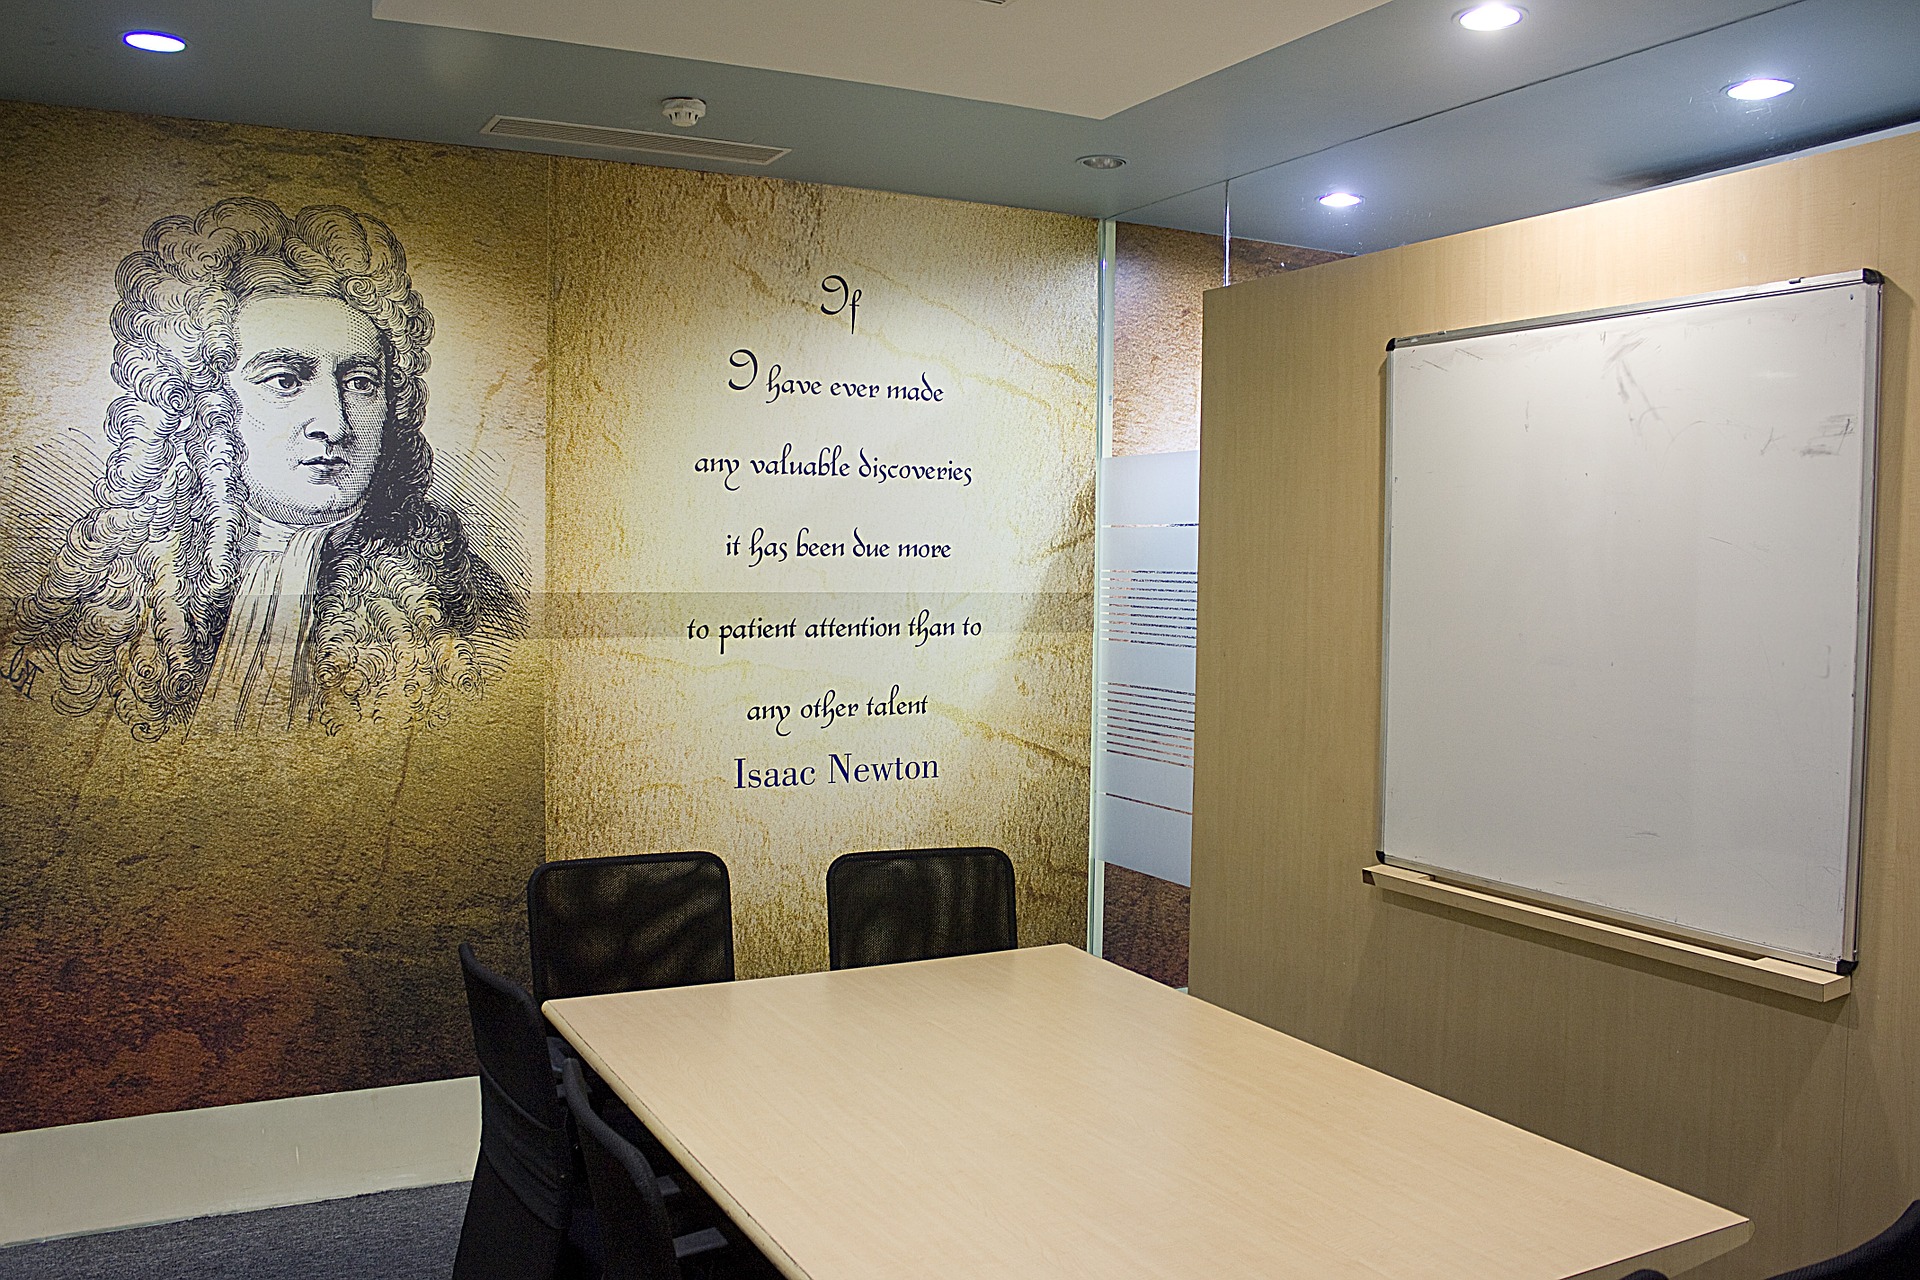 If
I have ever made
any valuable discoveries
it has been due more
to patient attention than to
any other talent
Isaac Newton